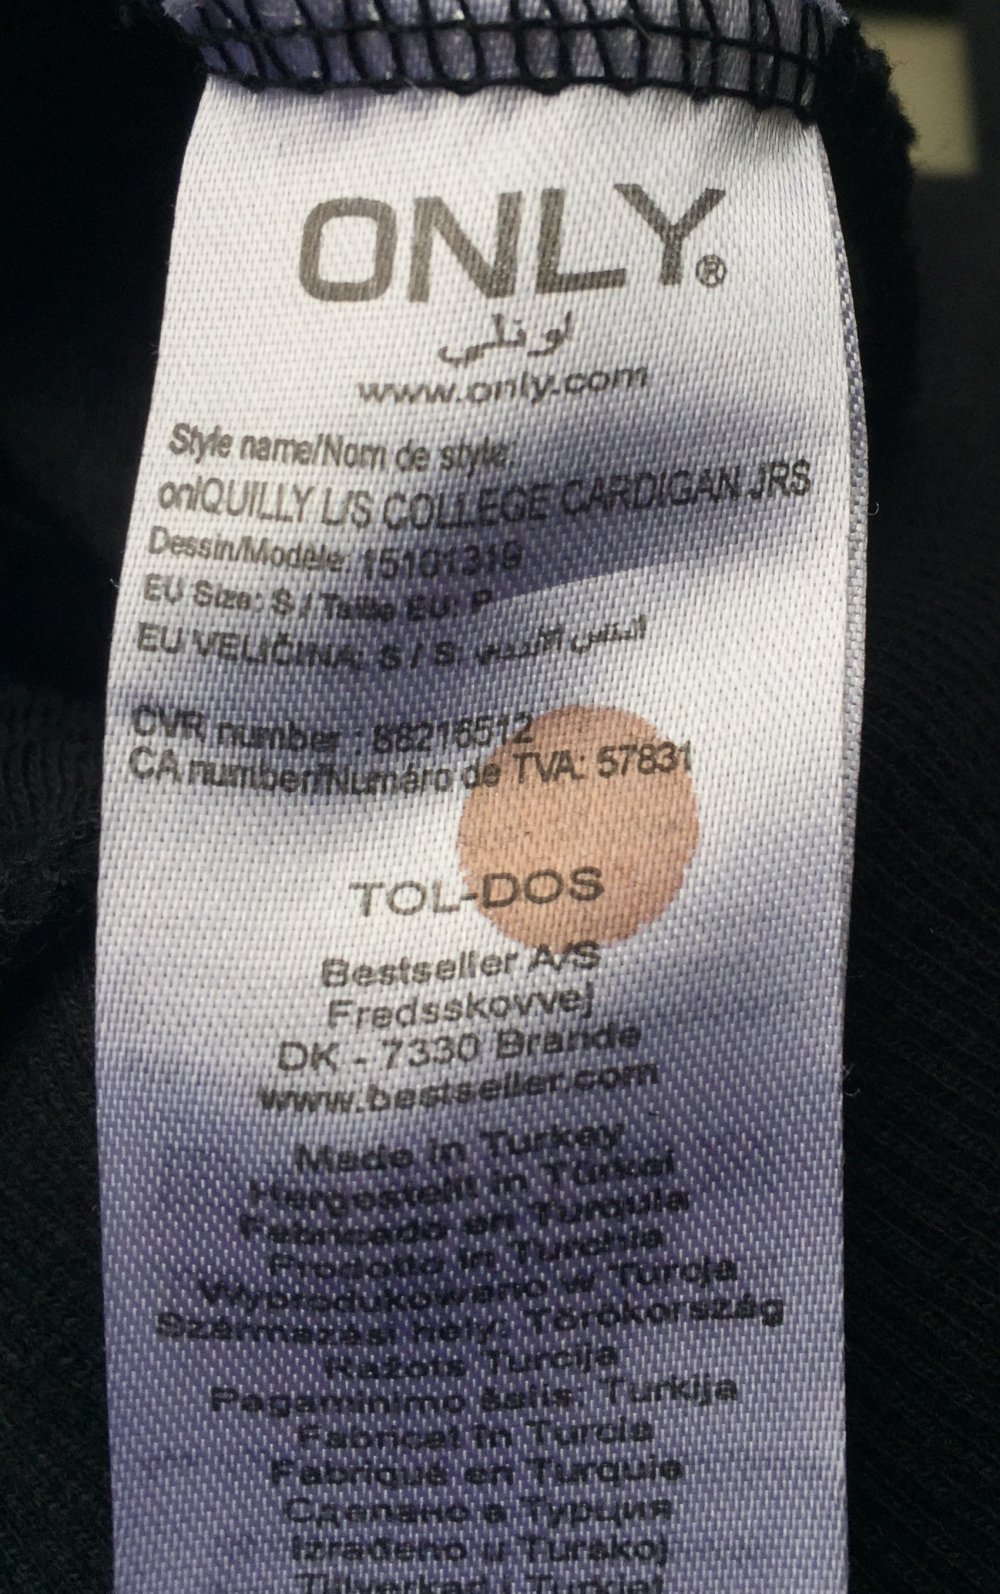 ONLY®
اونلي
www.only.com
Style name/Nom de style:
onlQUILLY L/S COLLEGE CARDIGAN JRS
Dessin/Modèle: 15101319
EU Size: S / Taille EU: P
EU VELIČINA: S / S:
CVR number : 88216512
CA number/Numéro de TVA: 57831
TOL-DOS
Bestseller A/S
Fredsskovvej
DK - 7330 Brande
www.bestseller.com
Made in Turkey
Hergestellt in Türkei
Fabricado en Turquía
Prodotto in Turchia
Wyprodukowano w Turcja
Származási hely: Törökország
Ražots Turcija
Pagaminimo šalis: Turkija
Fabricat în Turcia
Fabriqué en Turquie
Сделано в Турция
Izrađeno u Turskoj
Tillverkad i Turkiet